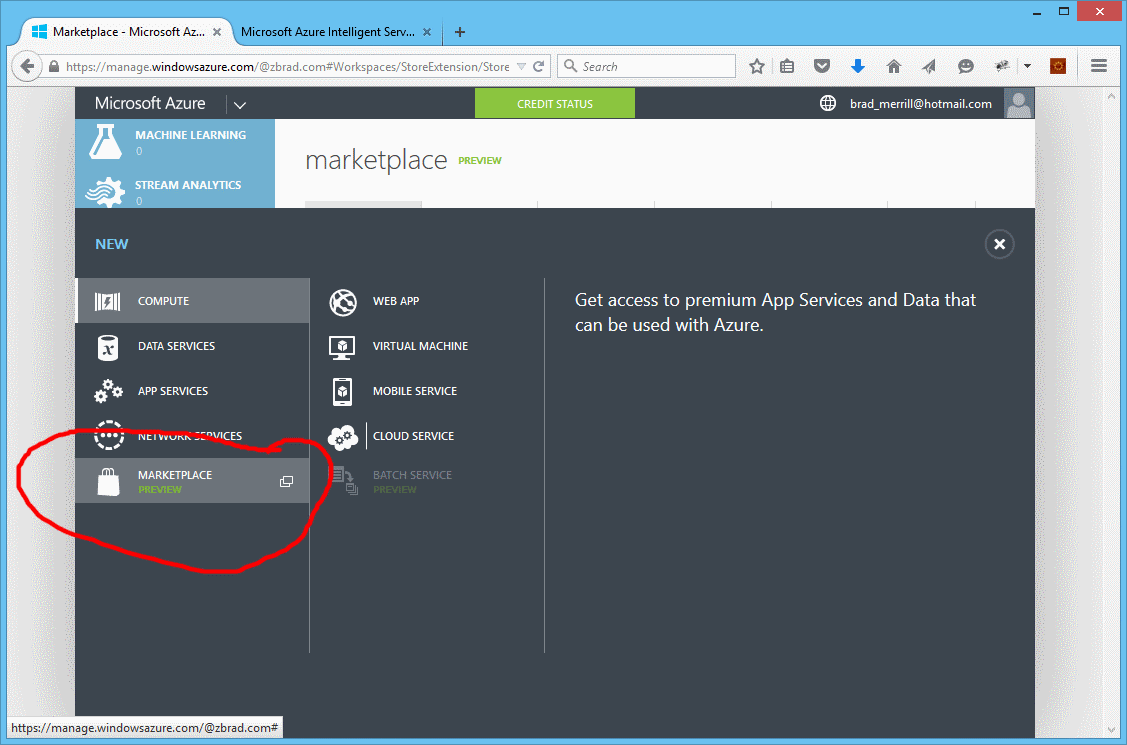 Marketplace - Microsoft Az...
Microsoft Azure Intelligent Serv...
https://manage.windowsazure.com/@zbrad.com#Workspaces/StoreExtension/Store
Search
Microsoft Azure
CREDIT STATUS
brad_merrill@hotmail.com
MACHINE LEARNING
0
STREAM ANALYTICS
0
marketplace PREVIEW
NEW
COMPUTE
DATA SERVICES
APP SERVICES
NETWORK SERVICES
MARKETPLACE
PREVIEW
WEB APP
VIRTUAL MACHINE
MOBILE SERVICE
CLOUD SERVICE
BATCH SERVICE
PREVIEW
Get access to premium App Services and Data that
can be used with Azure.
https://manage.windowsazure.com/@zbrad.com#